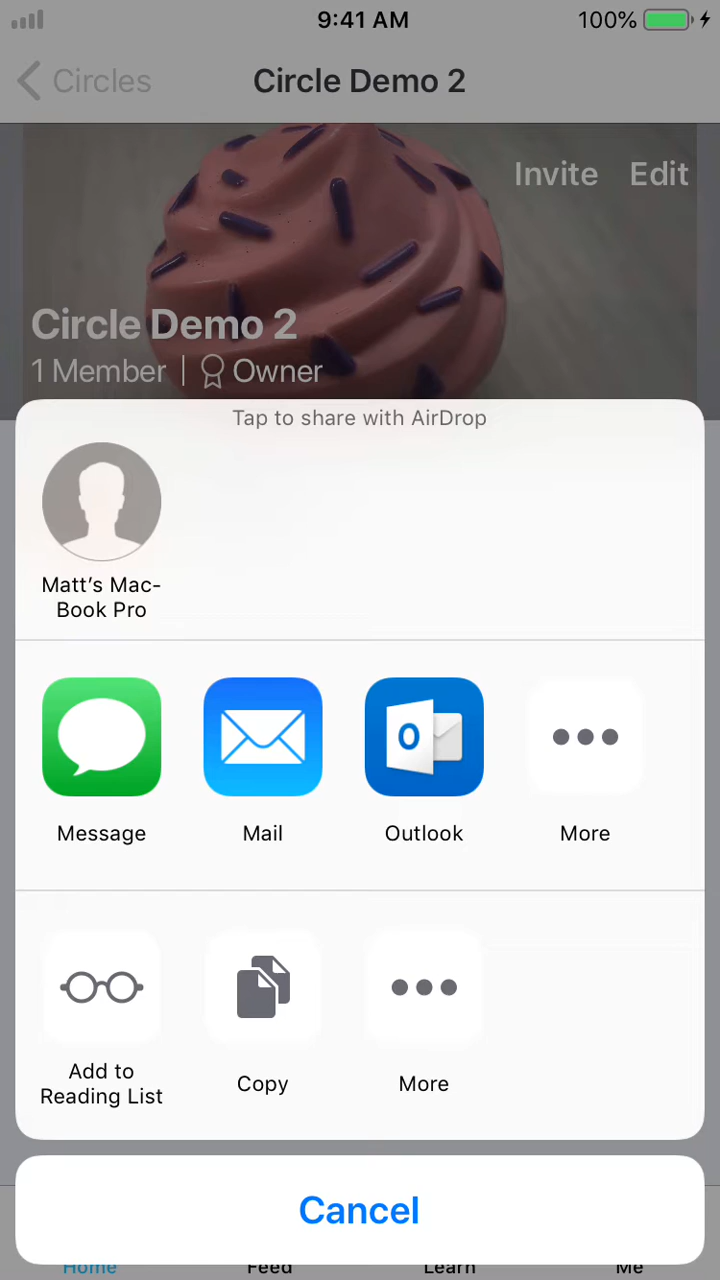 9:41 AM
100%
Circles
Circle Demo 2
Invite
Edit
Circle Demo 2
1 Member | Owner
Tap to share with AirDrop
Matt’s Mac-
Book Pro
Message
Mail
Outlook
More
Add to
Reading List
Copy
More
Cancel
Home
Feed
Learn
Me